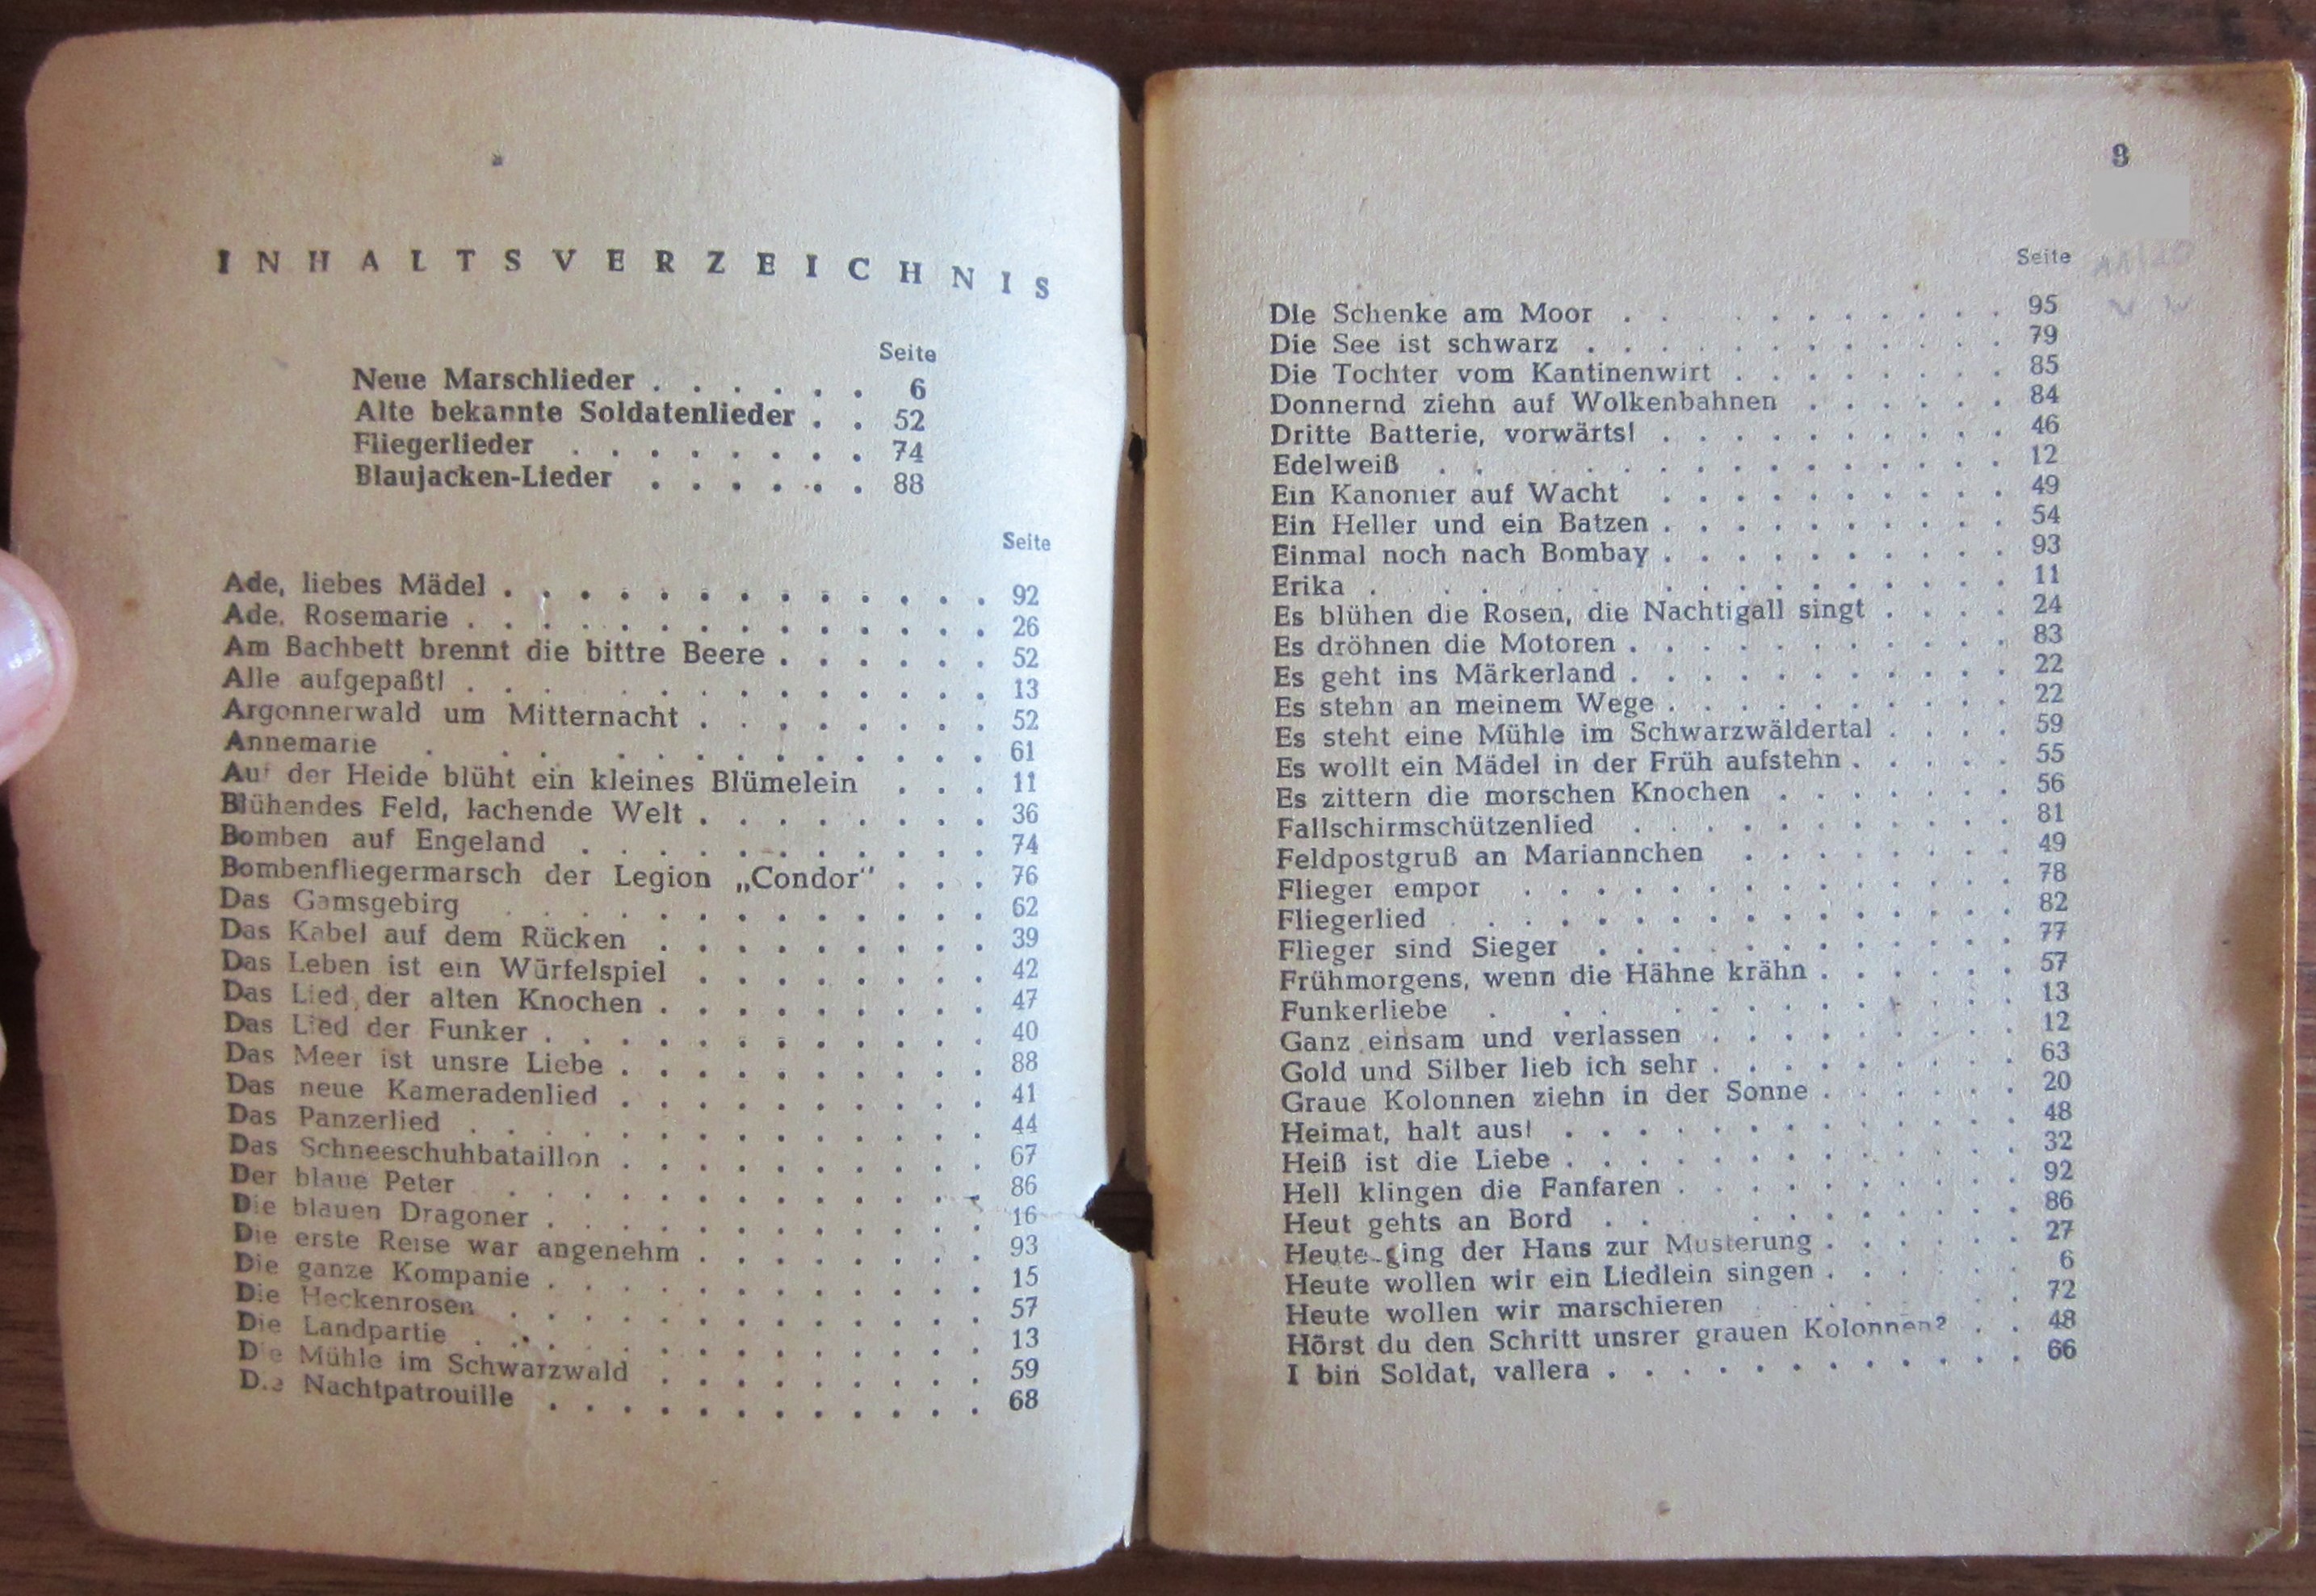 INHALTSVERZEICHNIS
Seite
Neue Marschlieder . . . . . . 6
Alte bekannte Soldatenlieder . . 52
Fliegerlieder . . . . . . . . 74
Blaujacken-Lieder . . . . . . 88
Seite
Ade, liebes Mädel . . . . . . . . . . . . . 92
Ade, Rosemarie . . . . . . . . . . . . . . 26
Am Bachbett brennt die bittre Beere . . . . . . 52
Alle aufgepaßt! . . . . . . . . . . . . . . 13
Argonnerwald um Mitternacht . . . . . . . . 52
Annemarie . . . . . . . . . . . . . . 61
Auf der Heide blüht ein kleines Blümelein . . . 11
Blühendes Feld, lachende Welt . . . . . . . . 36
Bomben auf Engeland . . . . . . . . . . . 74
Bombenfliegermarsch der Legion „Condor" . . . 76
Das Gamsgebirg . . . . . . . . . . . . . 62
Das Kabel auf dem Rücken . . . . . . . . . 39
Das Leben ist ein Würfelspiel . . . . . . . . 42
Das Lied der alten Knochen . . . . . . . . . 47
Das Lied der Funker . . . . . . . . . . . . 40
Das Meer ist unsre Liebe . . . . . . . . . . 88
Das neue Kameradenlied . . . . . . . . . . 41
Das Panzerlied . . . . . . . . . . . . . . 44
Das Schneeschuhbataillon . . . . . . . . . . 67
Der blaue Peter . . . . . . . . . . . . . 86
Die blauen Dragoner . . . . . . . . . . . . 16
Die erste Reise war angenehm . . . . . . . . 93
Die ganze Kompanie . . . . . . . . . . . . 15
Die Heckenrosen . . . . . . . . . . . . . 57
Die Landpartie . . . . . . . . . . . . . . 13
Die Mühle im Schwarzwald . . . . . . . . . 59
Die Nachtpatrouille . . . . . . . . . . . . 68
3
Seite
Die Schenke am Moor . . . . . . . . . . 95
Die See ist schwarz . . . . . . . . . . . . 79
Die Tochter vom Kantinenwirt . . . . . . . . 85
Donnernd ziehn auf Wolkenbahnen . . . . . . 84
Dritte Batterie, vorwärts! . . . . . . . . . . 46
Edelweiß . . . . . . . . . . . . . . . 12
Ein Kanonier auf Wacht . . . . . . . . . . 49
Ein Heller und ein Batzen . . . . . . . . . . 54
Einmal noch nach Bombay . . . . . . . . . . 93
Erika . . . . . . . . . . . . . . . . . 11
Es blühen die Rosen, die Nachtigall singt . . . . 24
Es dröhnen die Motoren . . . . . . . . . . . 83
Es geht ins Märkerland . . . . . . . . . . . 22
Es stehn an meinem Wege . . . . . . . . . . 22
Es steht eine Mühle im Schwarzwäldertal . . . . 59
Es wollt ein Mädel in der Früh aufstehn . . . . . 55
Es zittern die morschen Knochen . . . . . . . 56
Fallschirmschützenlied . . . . . . . . . . . 81
Feldpostgruß an Mariannchen . . . . . . . . 49
Flieger empor . . . . . . . . . . . . . . 78
Fliegerlied . . . . . . . . . . . . . . . 82
Flieger sind Sieger . . . . . . . . . . . . 77
Frühmorgens, wenn die Hähne krähn . . . . . . 57
Funkerliebe . . . . . . . . . . . . . . 13
Ganz einsam und verlassen . . . . . . . . . 12
Gold und Silber lieb ich sehr . . . . . . . . . 63
Graue Kolonnen ziehn in der Sonne . . . . . . 20
Heimat, halt aus! . . . . . . . . . . . . . 48
Heiß ist die Liebe . . . . . . . . . . . . . 32
Hell klingen die Fanfaren . . . . . . . . . . 92
Heut gehts an Bord . . . . . . . . . . . 86
Heute ging der Hans zur Musterung . . . . . . 27
Heute wollen wir ein Liedlein singen . . . . . . 6
Heute wollen wir marschieren . . . . . . . . 72
Hörst du den Schritt unsrer grauen Kolonnen? . . 48
I bin Soldat, vallera . . . . . . . . . . . . 66